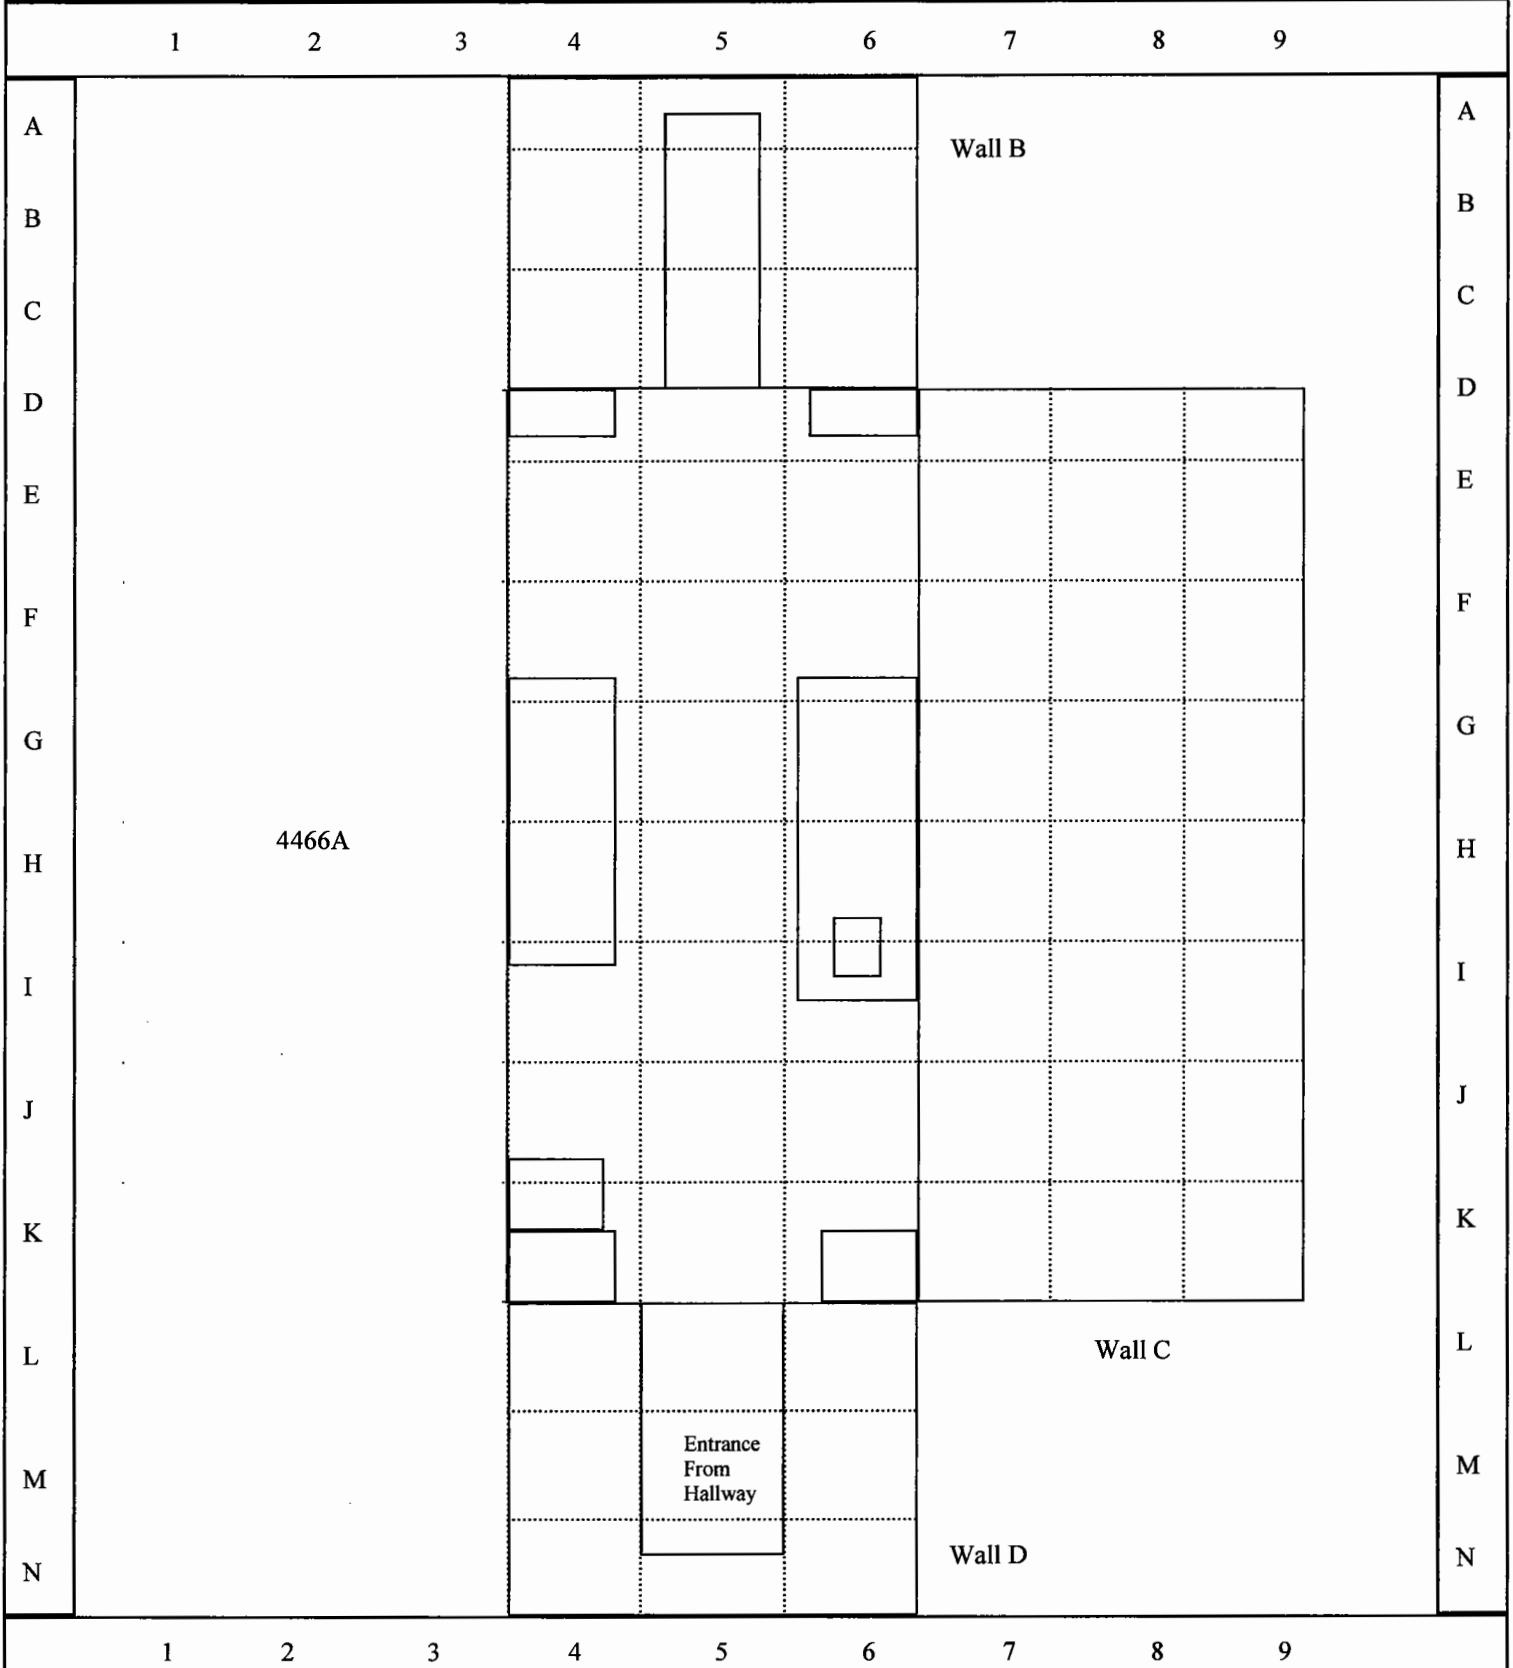 1 2 3 4 5 6 7 8 9
A A
Wall B
B B
C C
D D
E E
F F
G G
4466A
H H
I I
J J
K K
L L
Wall C
Entrance
From
Hallway
M M
Wall D
N N
1 2 3 4 5 6 7 8 9